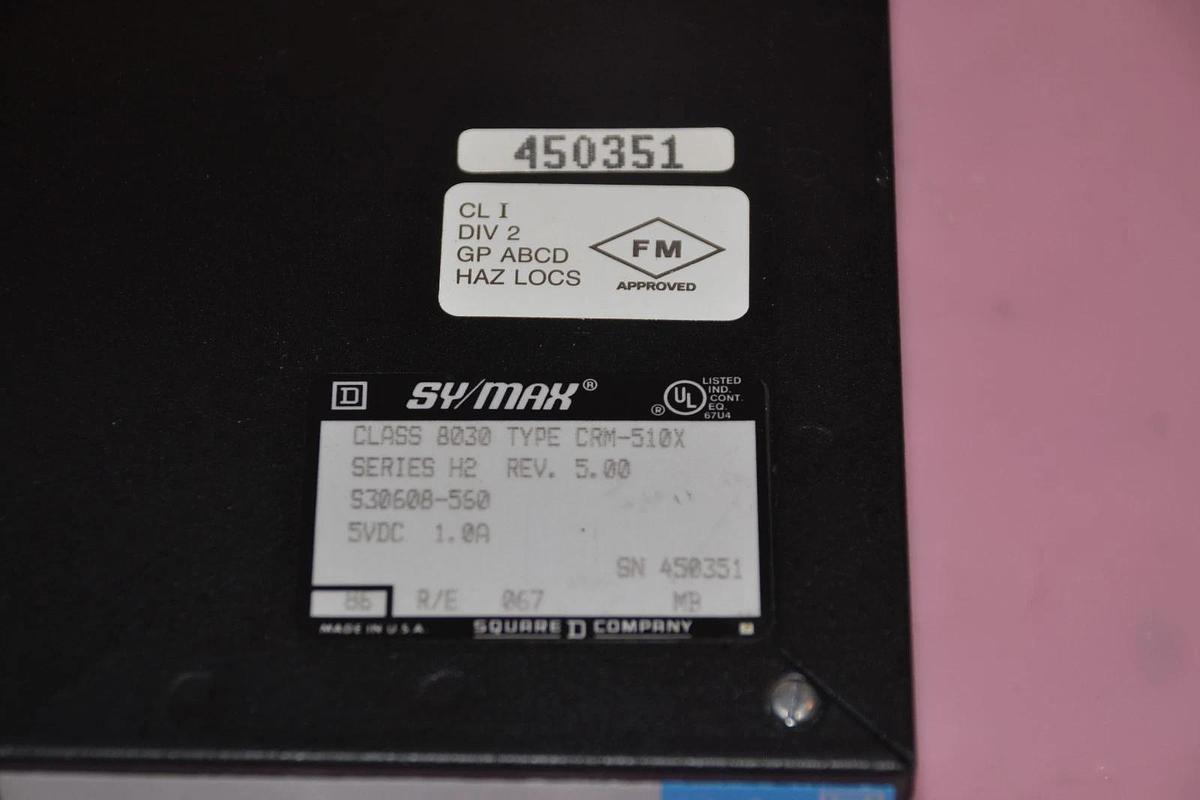 450351
CL I
DIV 2
GP ABCD
HAZ LOCS
FM
APPROVED
D SY/MAX® ® UL LISTED
IND.
CONT.
EQ.
67U4
CLASS 8030 TYPE CRM-510X
SERIES H2 REV. 5.00
S30608-560
5VDC 1.0A
SN 450351
86 R/E 067 MB
MADE IN U.S.A. SQUARE D COMPANY